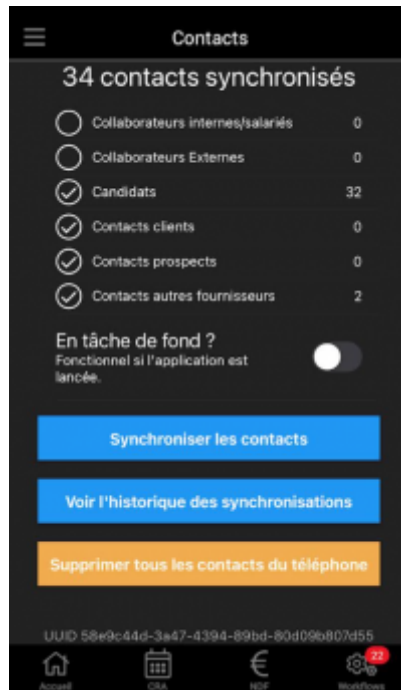 Contacts
34 contacts synchronisés
Collaborateurs internes/salariés 0
Collaborateurs Externes 0
Candidats 32
Contacts clients 0
Contacts prospects 0
Contacts autres fournisseurs 2
En tâche de fond ?
Fonctionnel si l'application est
lancée.
Synchroniser les contacts
Voir l'historique des synchronisations
Supprimer tous les contacts du téléphone
UUID 58e9c44d-3a47-4394-89bd-80d09b807d55
22
Accueil CRA NDF Workflows